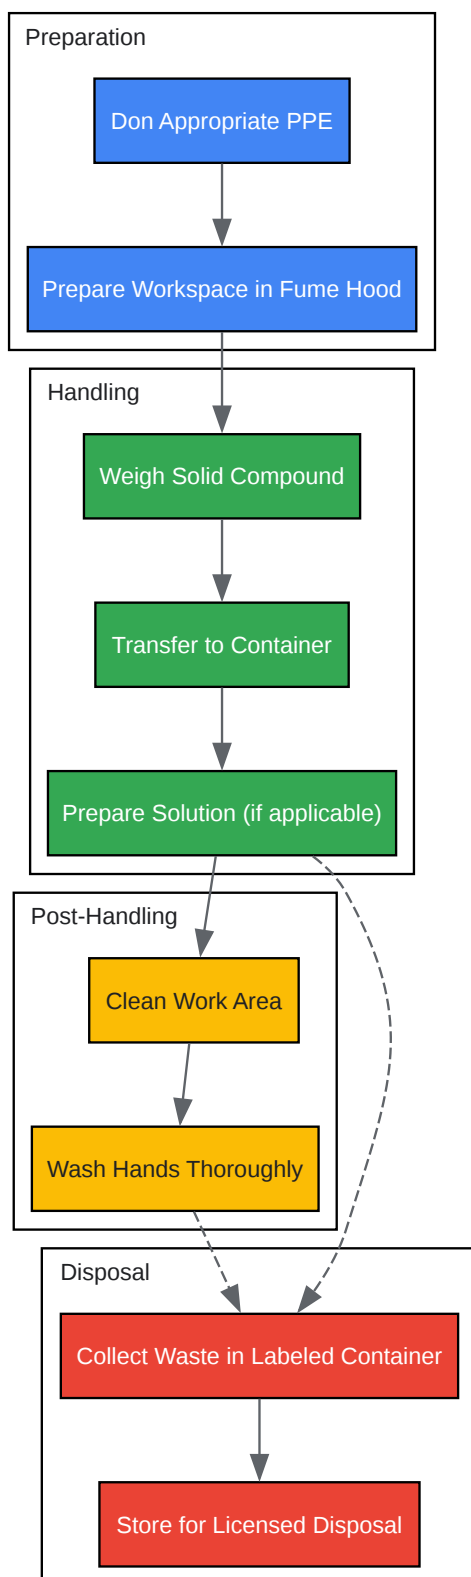 Preparation
Don Appropriate PPE
Prepare Workspace in Fume Hood
Handling
Weigh Solid Compound
Transfer to Container
Prepare Solution (if applicable)
Post-Handling
Clean Work Area
Wash Hands Thoroughly
Disposal
Collect Waste in Labeled Container
Store for Licensed Disposal